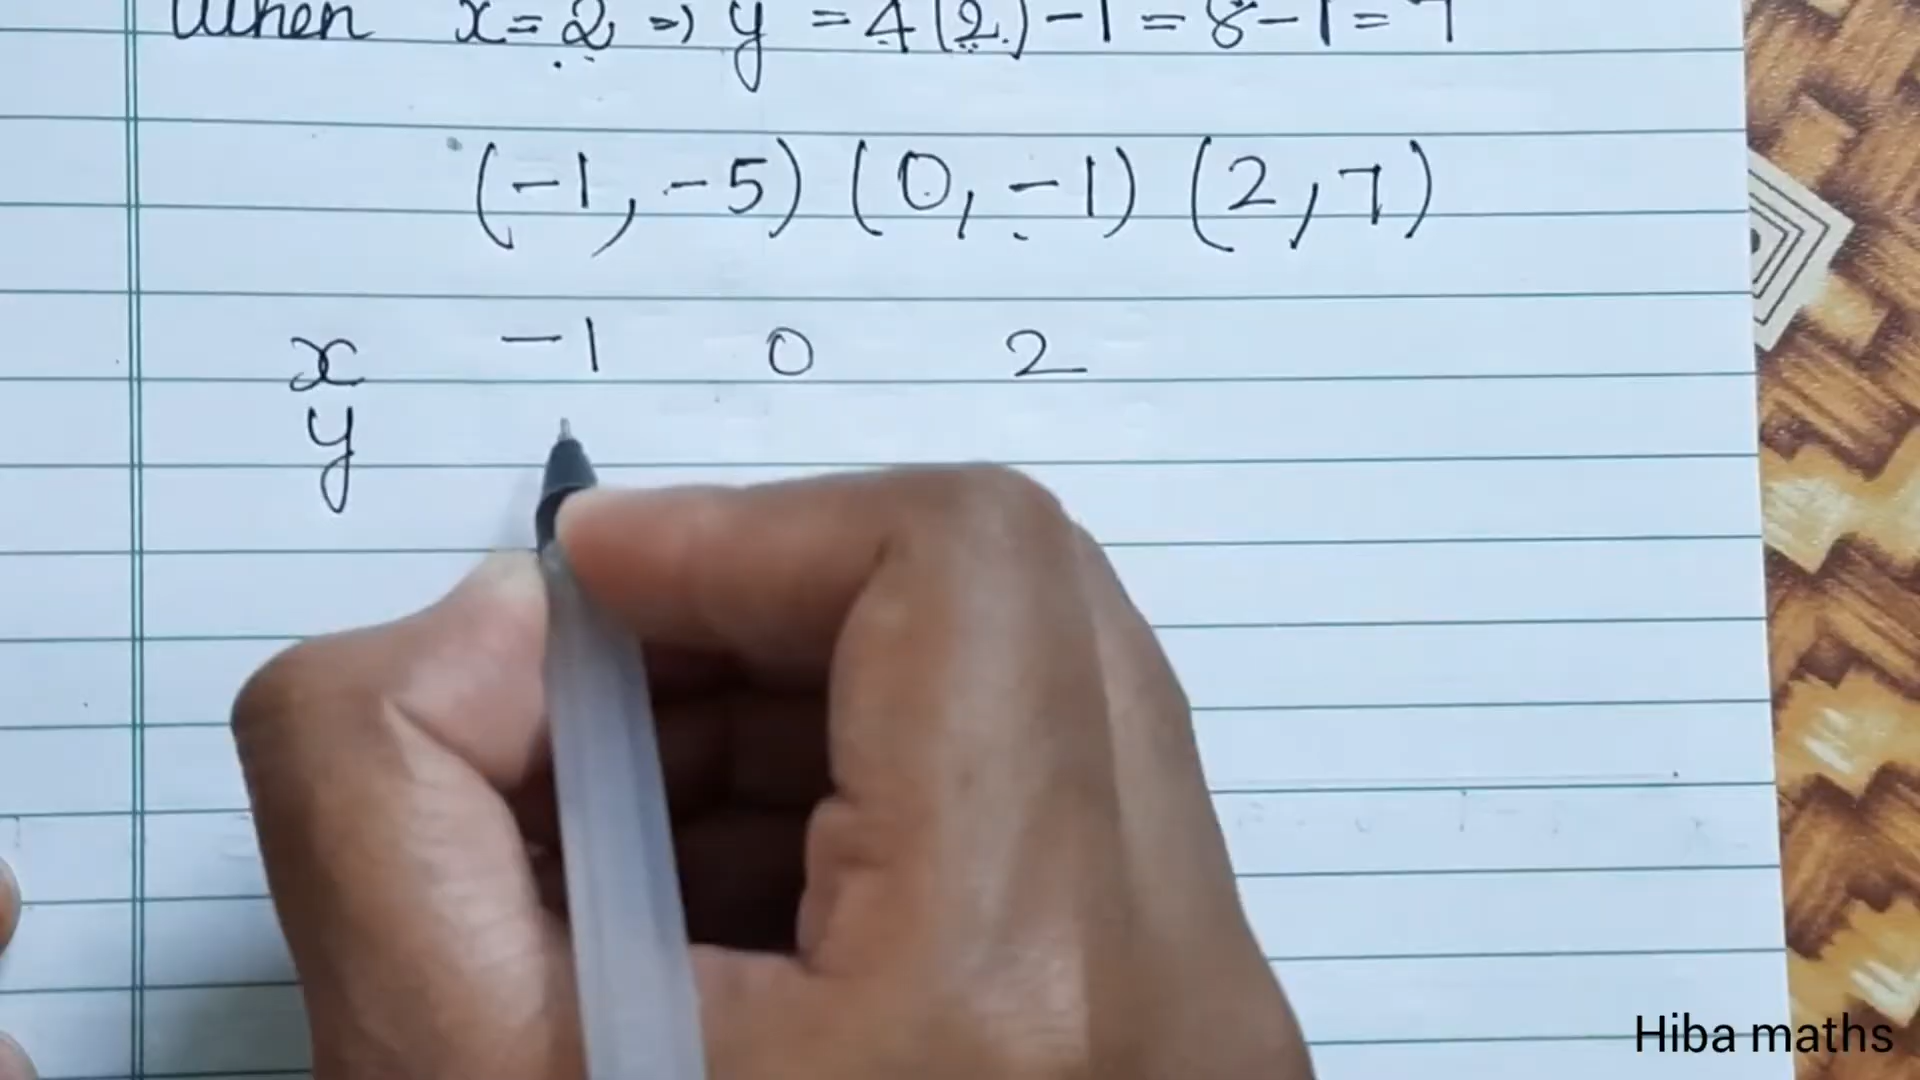 When x = 2 ⇒ y = 4(2) - 1 = 8 - 1 = 7
(-1, -5) (0, -1) (2, 7)
x -1 0 2
y
Hiba maths